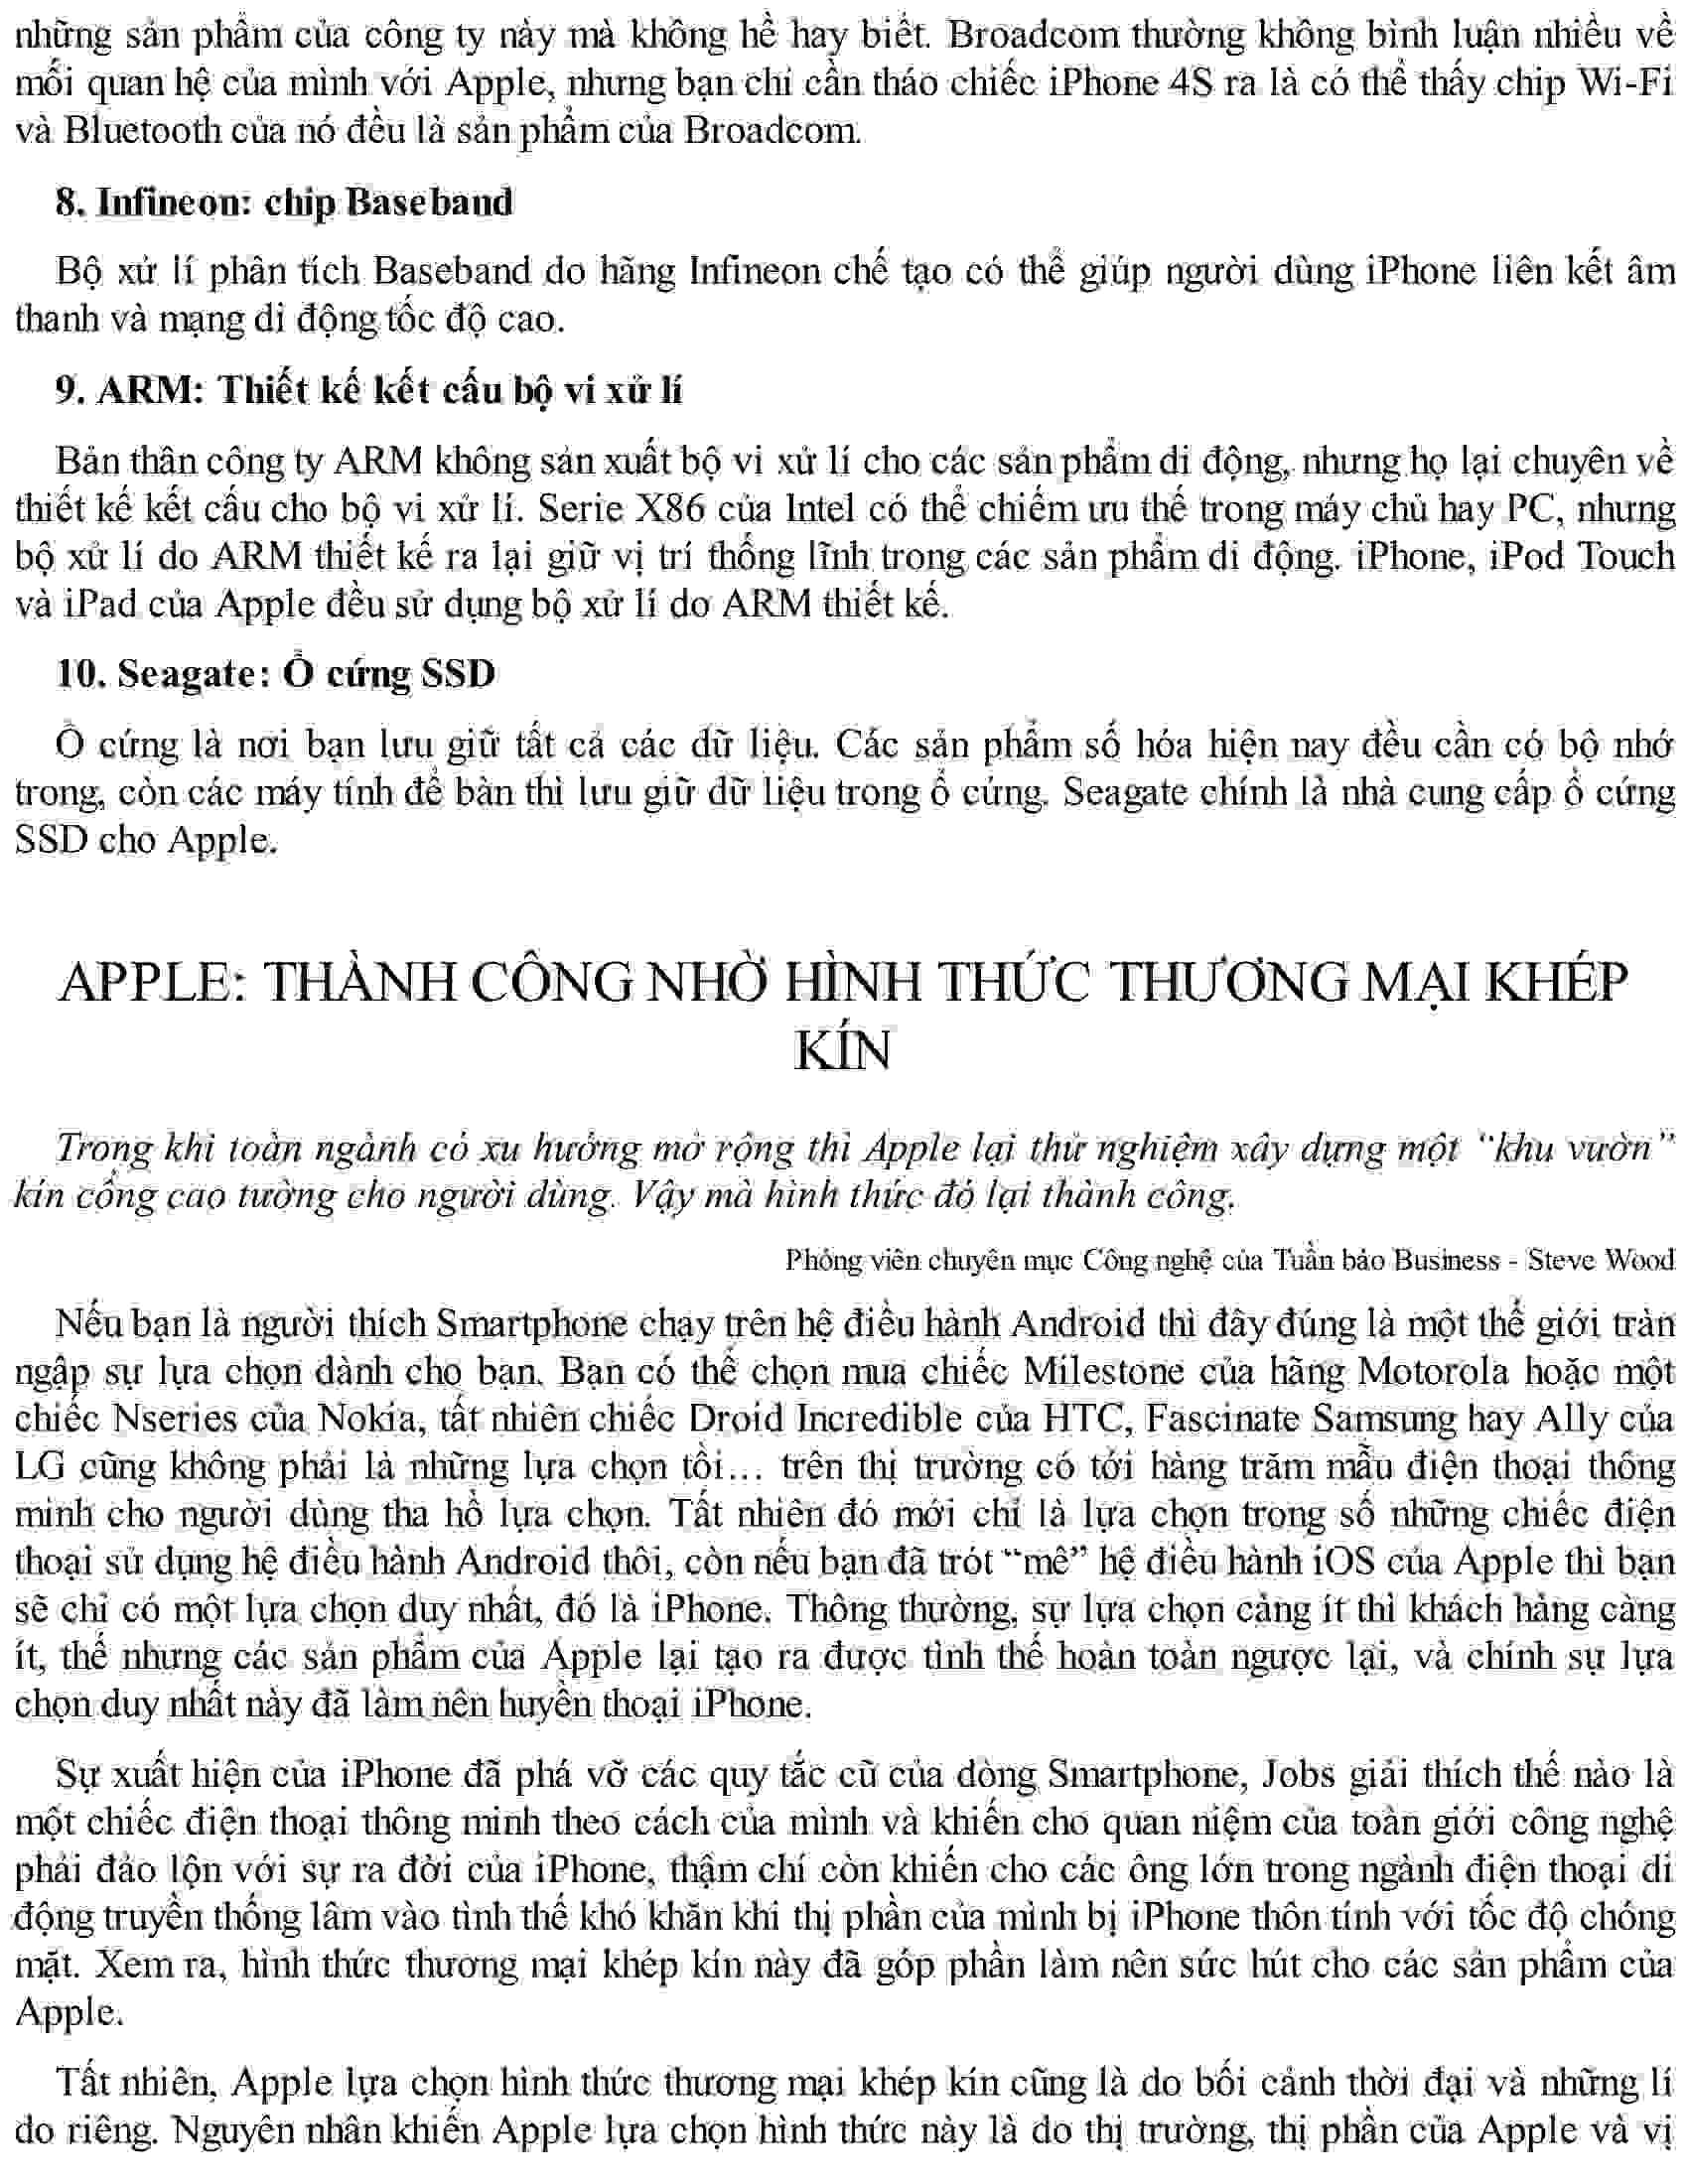 những sản phẩm của công ty này mà không hề hay biết. Broadcom thường không bình luận nhiều về
mối quan hệ của mình với Apple, nhưng bạn chỉ cần tháo chiếc iPhone 4S ra là có thể thấy chip Wi-Fi
và Bluetooth của nó đều là sản phẩm của Broadcom.
8. Infineon: chip Baseband
Bộ xử lí phân tích Baseband do hãng Infineon chế tạo có thể giúp người dùng iPhone liên kết âm
thanh và mạng di động tốc độ cao.
9. ARM: Thiết kế kết cấu bộ vi xử lí
Bản thân công ty ARM không sản xuất bộ vi xử lí cho các sản phẩm di động, nhưng họ lại chuyên về
thiết kế kết cấu cho bộ vi xử lí. Serie X86 của Intel có thể chiếm ưu thế trong máy chủ hay PC, nhưng
bộ xử lí do ARM thiết kế ra lại giữ vị trí thống lĩnh trong các sản phẩm di động. iPhone, iPod Touch
và iPad của Apple đều sử dụng bộ xử lí do ARM thiết kế.
10. Seagate: Ổ cứng SSD
Ổ cứng là nơi bạn lưu giữ tất cả các dữ liệu. Các sản phẩm số hóa hiện nay đều cần có bộ nhớ
trong, còn các máy tính để bàn thì lưu giữ dữ liệu trong ổ cứng. Seagate chính là nhà cung cấp ổ cứng
SSD cho Apple.
APPLE: THÀNH CÔNG NHỜ HÌNH THỨC THƯƠNG MẠI KHÉP
KÍN
Trong khi toàn ngành có xu hướng mở rộng thì Apple lại thử nghiệm xây dựng một “khu vườn”
kín cổng cao tường cho người dùng. Vậy mà hình thức đó lại thành công.
Phóng viên chuyên mục Công nghệ của Tuần báo Business - Steve Wood
Nếu bạn là người thích Smartphone chạy trên hệ điều hành Android thì đây đúng là một thế giới tràn
ngập sự lựa chọn dành cho bạn. Bạn có thể chọn mua chiếc Milestone của hãng Motorola hoặc một
chiếc Nseries của Nokia, tất nhiên chiếc Droid Incredible của HTC, Fascinate Samsung hay Ally của
LG cũng không phải là những lựa chọn tồi... trên thị trường có tới hàng trăm mẫu điện thoại thông
minh cho người dùng tha hồ lựa chọn. Tất nhiên đó mới chỉ là lựa chọn trong số những chiếc điện
thoại sử dụng hệ điều hành Android thôi, còn nếu bạn đã trót “mê” hệ điều hành iOS của Apple thì bạn
sẽ chỉ có một lựa chọn duy nhất, đó là iPhone. Thông thường, sự lựa chọn càng ít thì khách hàng càng
ít, thế nhưng các sản phẩm của Apple lại tạo ra được tình thế hoàn toàn ngược lại, và chính sự lựa
chọn duy nhất này đã làm nên huyền thoại iPhone.
Sự xuất hiện của iPhone đã phá vỡ các quy tắc cũ của dòng Smartphone, Jobs giải thích thế nào là
một chiếc điện thoại thông minh theo cách của mình và khiến cho quan niệm của toàn giới công nghệ
phải đảo lộn với sự ra đời của iPhone, thậm chí còn khiến cho các ông lớn trong ngành điện thoại di
động truyền thống lâm vào tình thế khó khăn khi thị phần của mình bị iPhone thôn tính với tốc độ chóng
mặt. Xem ra, hình thức thương mại khép kín này đã góp phần làm nên sức hút cho các sản phẩm của
Apple.
Tất nhiên, Apple lựa chọn hình thức thương mại khép kín cũng là do bối cảnh thời đại và những lí
do riêng. Nguyên nhân khiến Apple lựa chọn hình thức này là do thị trường, thị phần của Apple và vị